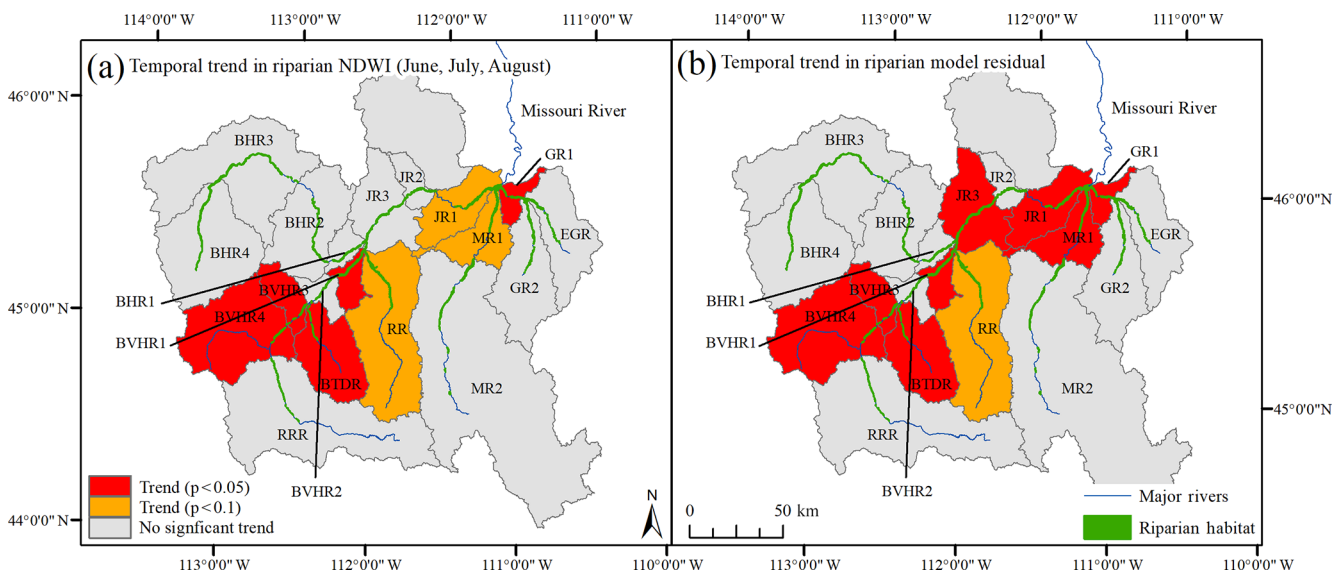 114°0'0" W 113°0'0" W 112°0'0" W 111°0'0" W 114°0'0" W 113°0'0" W 112°0'0" W 111°0'0" W
(a) Temporal trend in riparian NDWI (June, July, August)
46°0'0" N
Missouri River
BHR3
GR1
JR2
JR3
BHR2
JR1
MR1
EGR
BHR4
GR2
BVHR3
BHR1
45°0'0" N
BVHR4
BVHR1
RR
BTDR
MR2
RRR
BVHR2
Trend (p<0.05)
Trend (p<0.1)
No signficant trend
N
44°0'0" N
(b) Temporal trend in riparian model residual
Missouri River
BHR3
GR1
JR2
46°0'0" N
JR3
BHR2
JR1
MR1
EGR
BHR4
GR2
BVHR3
BHR1
BVHR4
BVHR1
RR
BTDR
MR2
45°0'0" N
RRR
BVHR2
0 50 km
Major rivers
Riparian habitat
113°0'0" W 112°0'0" W 111°0'0" W 110°0'0" W 113°0'0" W 112°0'0" W 111°0'0" W 110°0'0" W